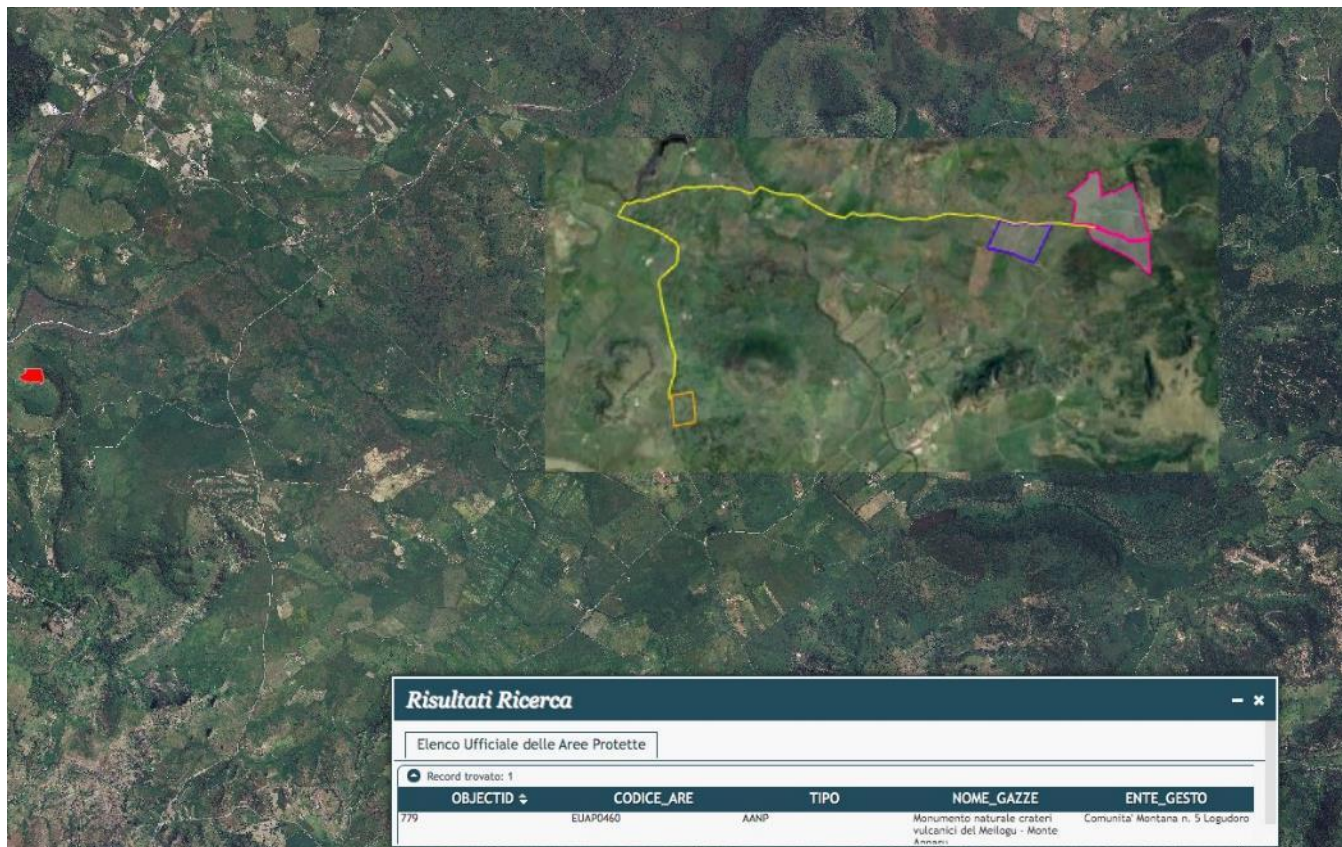 Risultati Ricerca
Elenco Ufficiale delle Aree Protette
Record trovato: 1
OBJECTID CODICE_ARE TIPO NOME_GAZZE ENTE_GESTO
779 EUAP0460 AANP Monumento naturale crateri Comunita' Montana n. 5 Logudoro
vulcanici del Meilogu - Monte